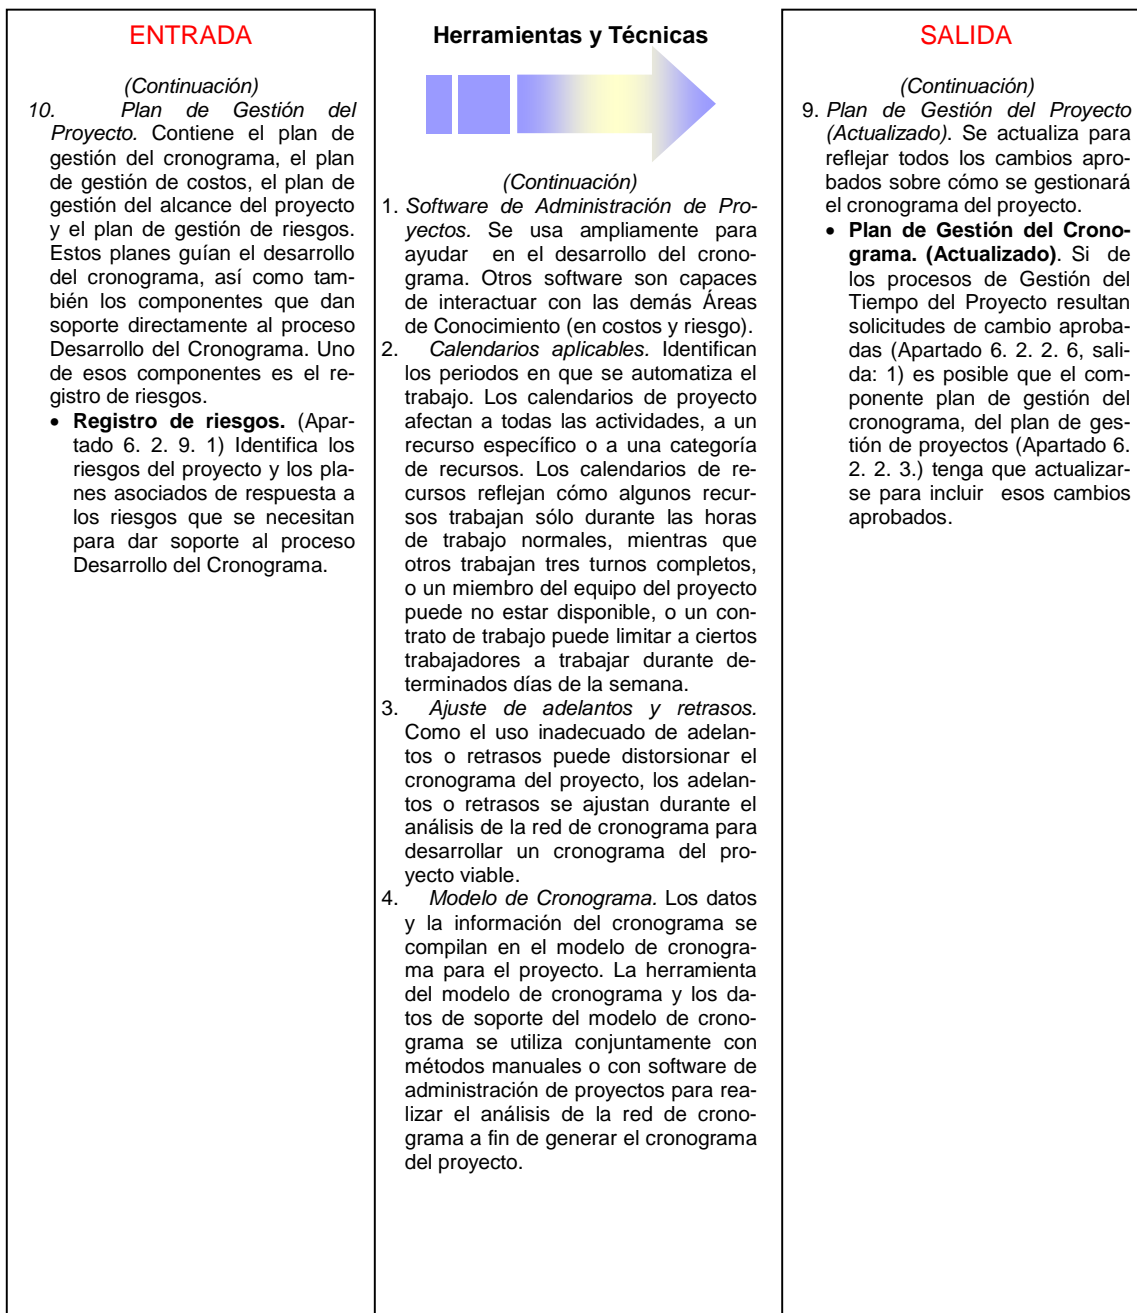 ENTRADA
(Continuación)
10. Plan de Gestión del
Proyecto. Contiene el plan de
gestión del cronograma, el plan
de gestión de costos, el plan de
gestión del alcance del proyecto
y el plan de gestión de riesgos.
Estos planes guían el desarrollo
del cronograma, así como tam-
bién los componentes que dan
soporte directamente al proceso
Desarrollo del Cronograma. Uno
de esos componentes es el re-
gistro de riesgos.
• Registro de riesgos. (Apar-
tado 6. 2. 9. 1) Identifica los
riesgos del proyecto y los pla-
nes asociados de respuesta a
los riesgos que se necesitan
para dar soporte al proceso
Desarrollo del Cronograma.
Herramientas y Técnicas
(Continuación)
1. Software de Administración de Pro-
yectos. Se usa ampliamente para
ayudar en el desarrollo del crono-
grama. Otros software son capaces
de interactuar con las demás Áreas
de Conocimiento (en costos y riesgo).
2. Calendarios aplicables. Identifican
los periodos en que se automatiza el
trabajo. Los calendarios de proyecto
afectan a todas las actividades, a un
recurso específico o a una categoría
de recursos. Los calendarios de re-
cursos reflejan cómo algunos recur-
sos trabajan sólo durante las horas
de trabajo normales, mientras que
otros trabajan tres turnos completos,
o un miembro del equipo del proyecto
puede no estar disponible, o un con-
trato de trabajo puede limitar a ciertos
trabajadores a trabajar durante de-
terminados días de la semana.
3. Ajuste de adelantos y retrasos.
Como el uso inadecuado de adelan-
tos o retrasos puede distorsionar el
cronograma del proyecto, los adelan-
tos o retrasos se ajustan durante el
análisis de la red de cronograma para
desarrollar un cronograma del pro-
yecto viable.
4. Modelo de Cronograma. Los datos
y la información del cronograma se
compilan en el modelo de cronogra-
ma para el proyecto. La herramienta
del modelo de cronograma y los da-
tos de soporte del modelo de crono-
grama se utiliza conjuntamente con
métodos manuales o con software de
administración de proyectos para rea-
lizar el análisis de la red de crono-
grama a fin de generar el cronograma
del proyecto.
SALIDA
(Continuación)
9. Plan de Gestión del Proyecto
(Actualizado). Se actualiza para
reflejar todos los cambios apro-
bados sobre cómo se gestionará
el cronograma del proyecto.
• Plan de Gestión del Crono-
grama. (Actualizado). Si de
los procesos de Gestión del
Tiempo del Proyecto resultan
solicitudes de cambio aproba-
das (Apartado 6. 2. 2. 6, sali-
da: 1) es posible que el com-
ponente plan de gestión del
cronograma, del plan de ges-
tión de proyectos (Apartado 6.
2. 2. 3.) tenga que actualizar-
se para incluir esos cambios
aprobados.